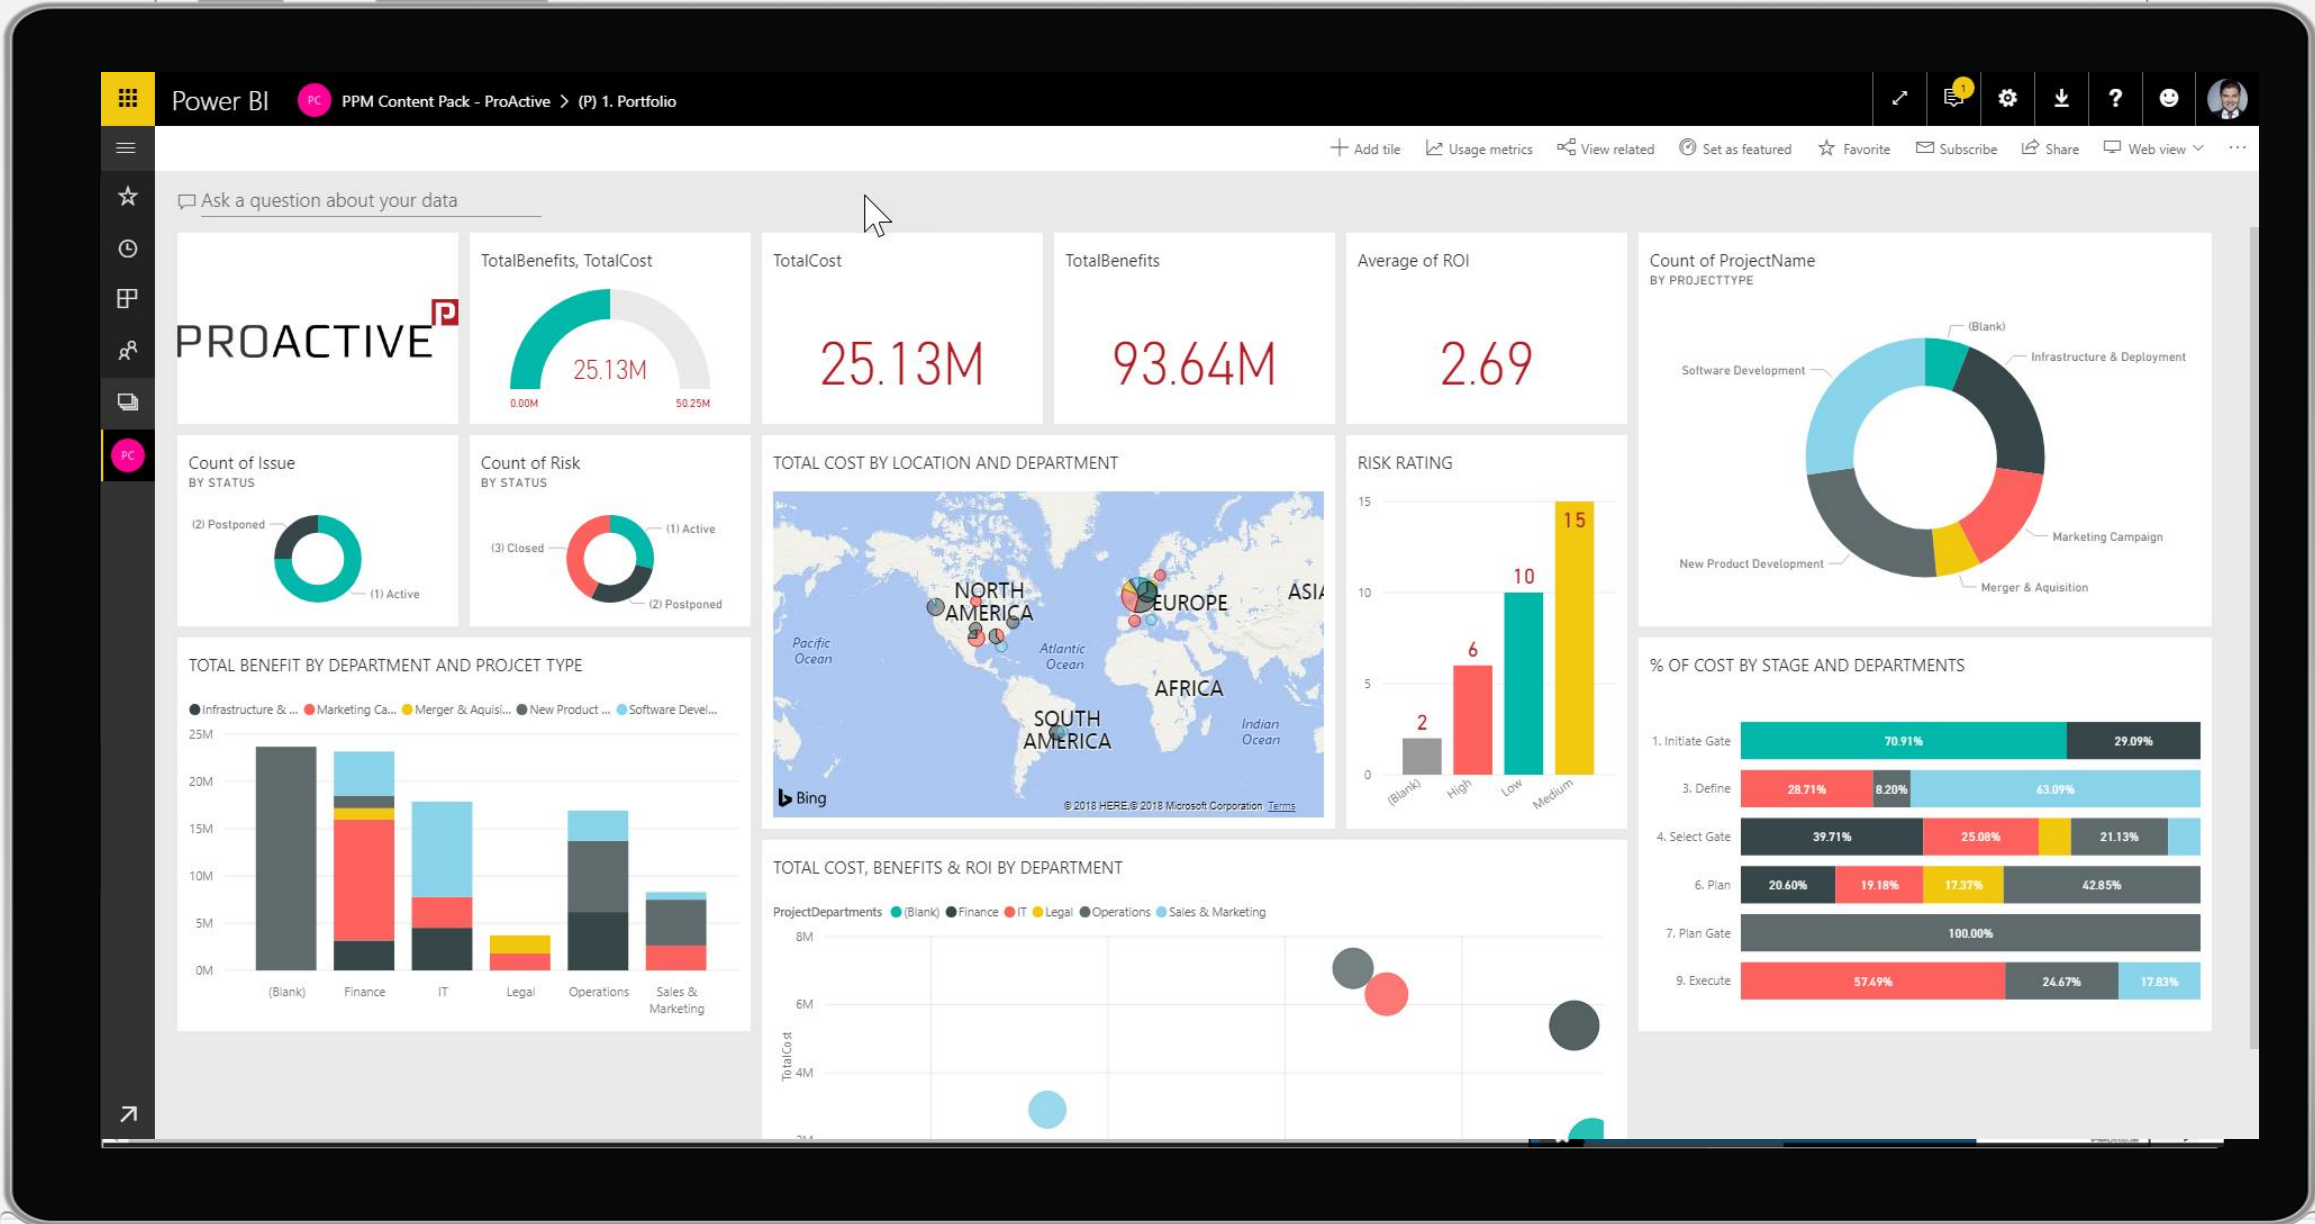 Power BI
PC
PPM Content Pack - ProActive > (P) 1. Portfolio
1
?
Add tile
Usage metrics
View related
Set as featured
Favorite
Subscribe
Share
Web view
...
Ask a question about your data
PROACTIVE
P
TotalBenefits, TotalCost
25.13M
0.00M
50.25M
TotalCost
25.13M
TotalBenefits
93.64M
Average of ROI
2.69
Count of ProjectName
BY PROJECTTYPE
(Blank)
Infrastructure & Deployment
Software Development
Marketing Campaign
New Product Development
Merger & Aquisition
PC
Count of Issue
BY STATUS
(2) Postponed
(1) Active
Count of Risk
BY STATUS
(1) Active
(3) Closed
(2) Postponed
TOTAL COST BY LOCATION AND DEPARTMENT
NORTH
AMERICA
EUROPE
ASIA
Pacific
Ocean
Atlantic
Ocean
AFRICA
SOUTH
AMERICA
Indian
Ocean
Bing
© 2018 HERE,© 2018 Microsoft Corporation Terms
RISK RATING
15
10
5
0
2
6
10
15
(Blank)
High
Low
Medium
TOTAL BENEFIT BY DEPARTMENT AND PROJCET TYPE
Infrastructure & ... Marketing Ca... Merger & Aquisi... New Product ... Software Devel...
25M
20M
15M
10M
5M
0M
(Blank)
Finance
IT
Legal
Operations
Sales &
Marketing
TOTAL COST, BENEFITS & ROI BY DEPARTMENT
ProjectDepartments (Blank) Finance IT Legal Operations Sales & Marketing
8M
6M
4M
TotalCost
% OF COST BY STAGE AND DEPARTMENTS
1. Initiate Gate 70.91% 29.09%
3. Define 28.71% 8.20% 63.09%
4. Select Gate 39.71% 25.08% 21.13%
6. Plan 20.60% 19.18% 17.37% 42.85%
7. Plan Gate 100.00%
9. Execute 57.49% 24.67% 17.83%